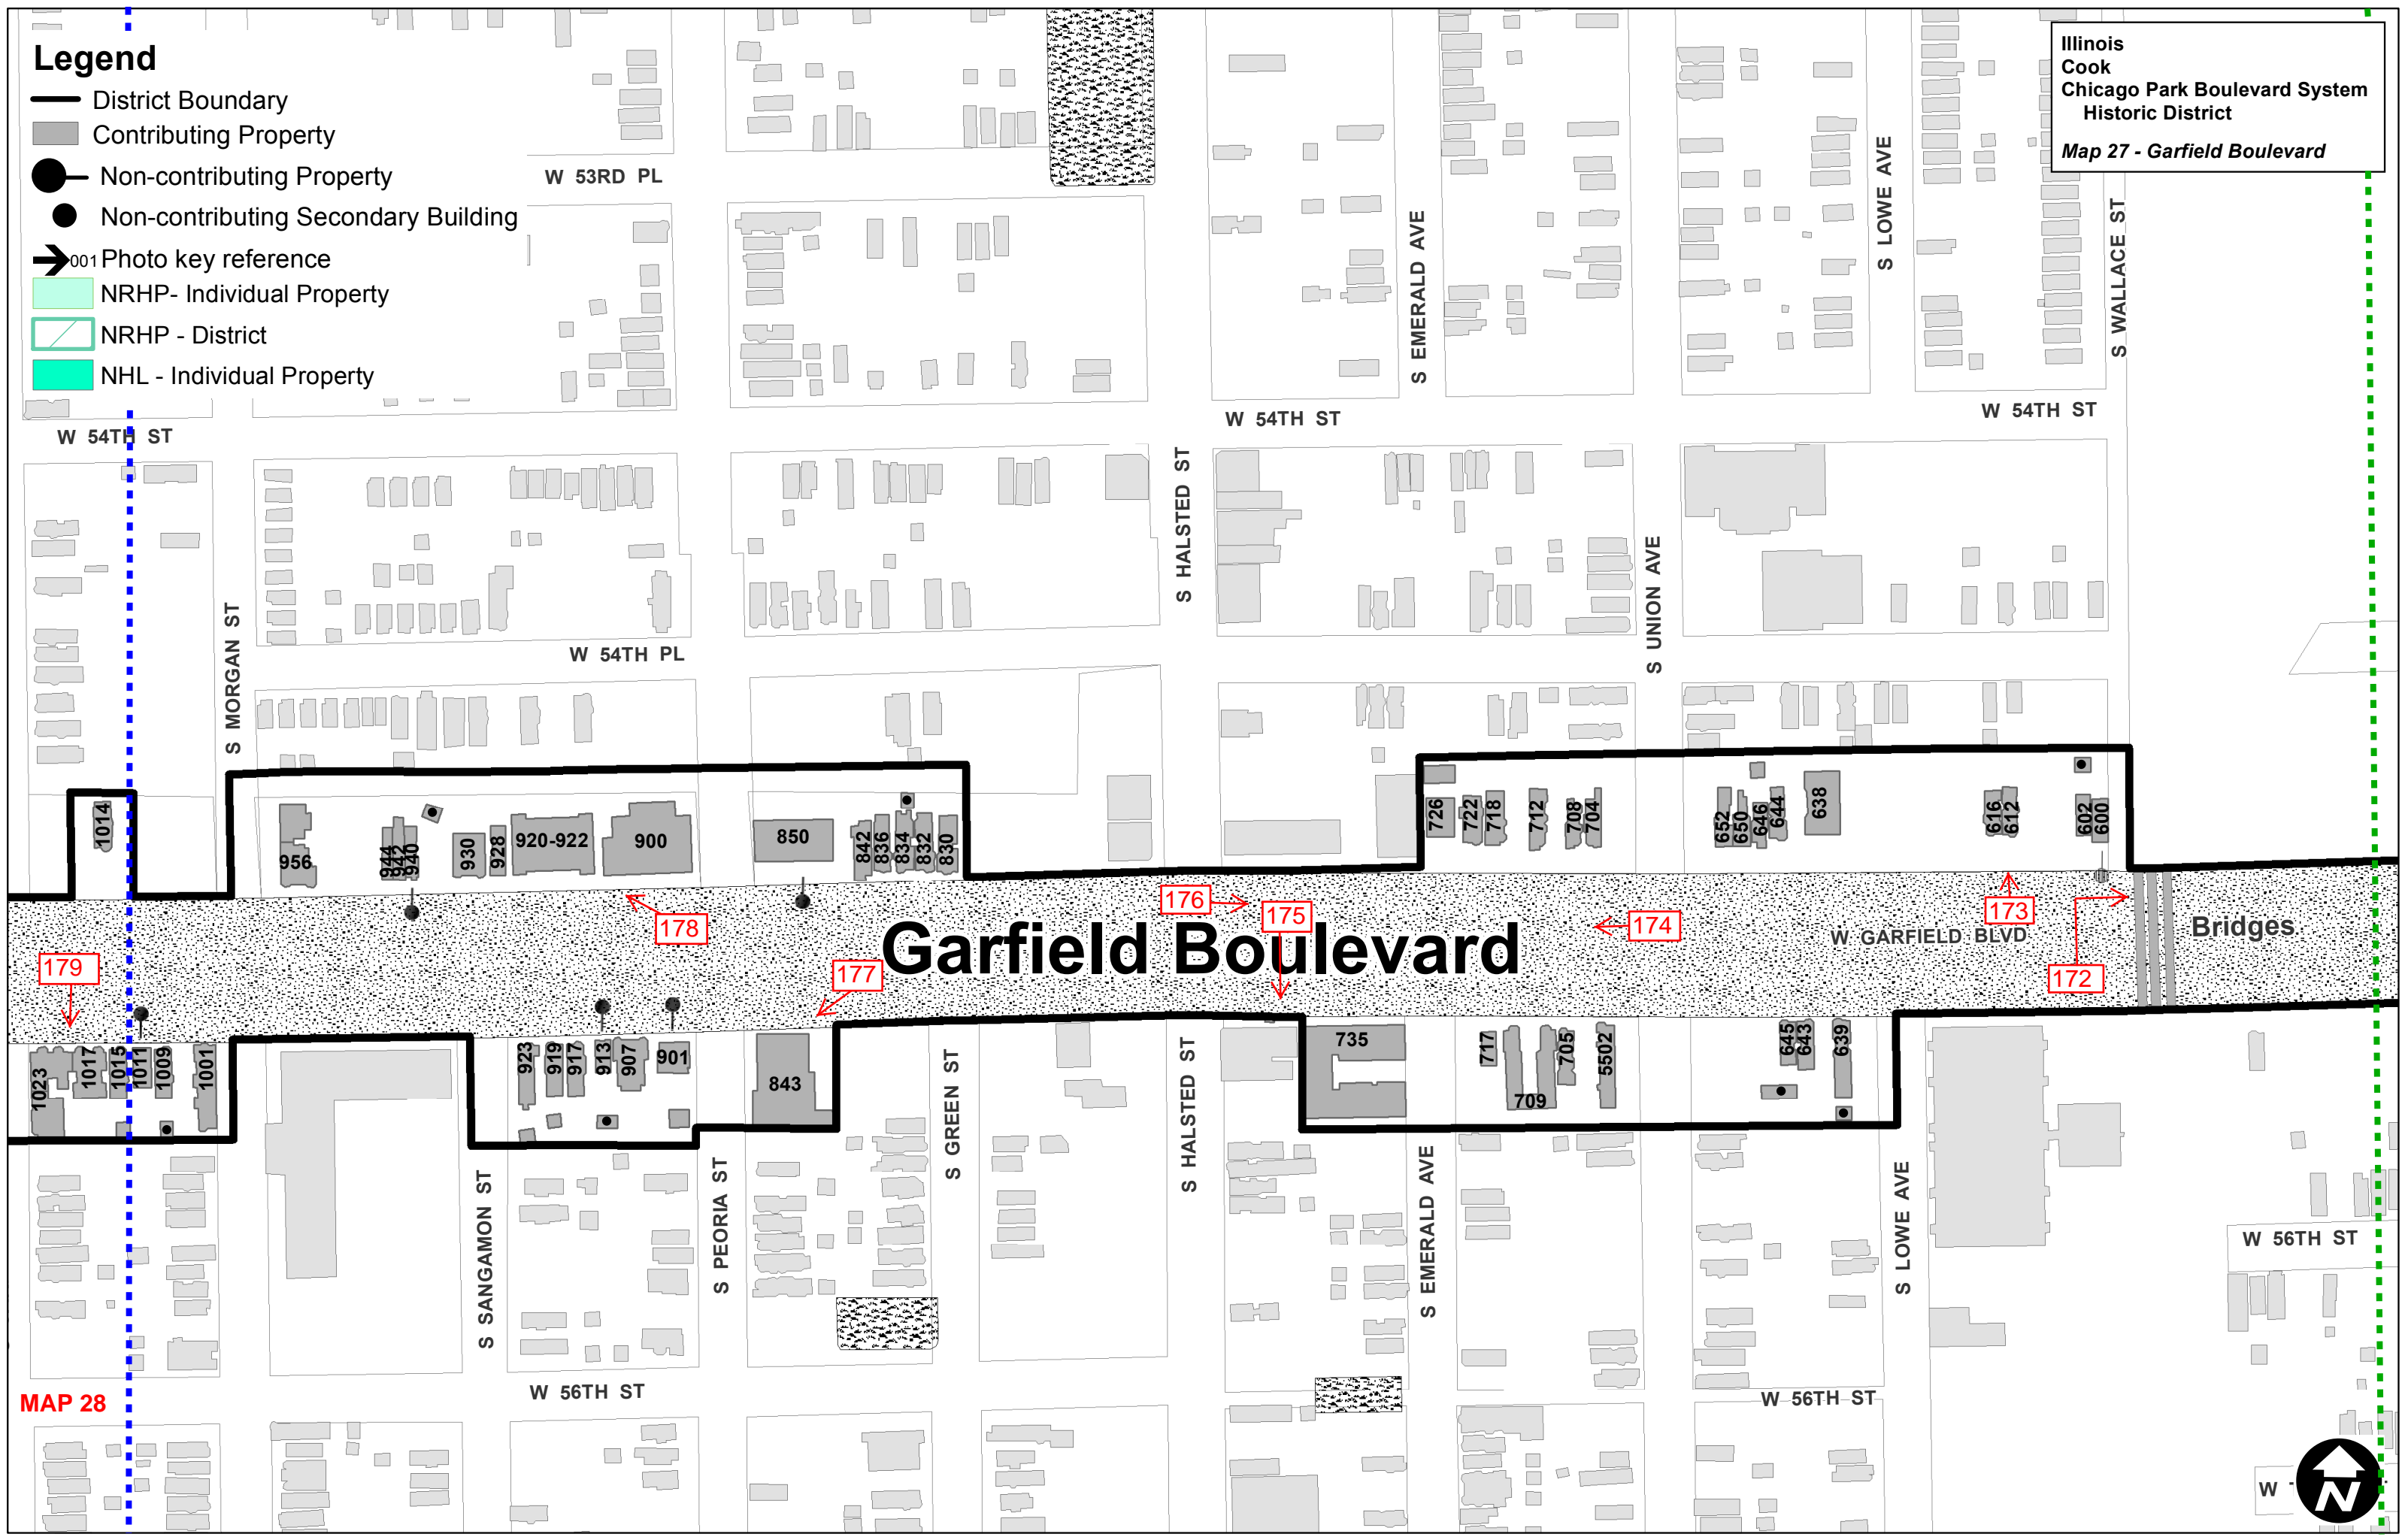 Legend
District Boundary
Contributing Property
Non-contributing Property
Non-contributing Secondary Building
001 Photo key reference
NRHP- Individual Property
NRHP - District
NHL - Individual Property
Illinois
Cook
Chicago Park Boulevard System
Historic District
Map 27 - Garfield Boulevard
W 53RD PL
S EMERALD AVE
S LOWE AVE
S WALLACE ST
W 54TH ST
W 54TH ST
W 54TH ST
S MORGAN ST
S HALSTED ST
S UNION AVE
W 54TH PL
1014
956
944
942
940
930
928
920-922
900
850
842
836
834
832
830
726
722
718
712
708
704
652
650
646
644
638
616
612
602
600
176
175
178
174
173
172
177
179
Garfield Boulevard
W GARFIELD BLVD
Bridges
1023
1017
1015
1011
1009
1001
923
919
917
913
907
901
843
735
717
709
705
5502
645
643
639
S SANGAMON ST
S PEORIA ST
S GREEN ST
S HALSTED ST
S EMERALD AVE
S LOWE AVE
W 56TH ST
W 56TH ST
W 56TH ST
MAP 28
W
N